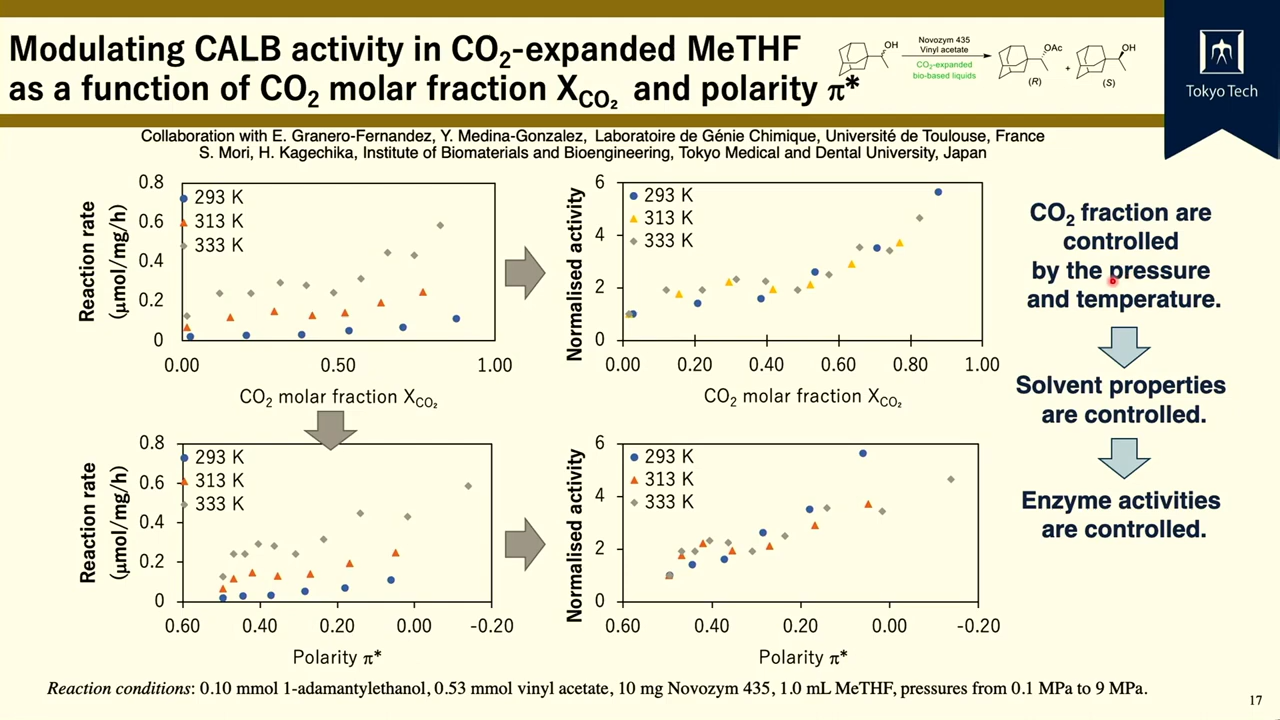 Modulating CALB activity in CO₂-expanded MeTHF
as a function of CO₂ molar fraction X_CO₂ and polarity π*
OH
Novozym 435
Vinyl acetate
CO₂-expanded
bio-based liquids
OAc
(R)
+
OH
(S)
Tokyo Tech
Collaboration with E. Granero-Fernandez, Y. Medina-Gonzalez, Laboratoire de Génie Chimique, Université de Toulouse, France
S. Mori, H. Kagechika, Institute of Biomaterials and Bioengineering, Tokyo Medical and Dental University, Japan
Reaction rate
(μmol/mg/h)
0.8
0.6
0.4
0.2
0
293 K
313 K
333 K
0.00
0.50
1.00
CO₂ molar fraction X_CO₂
Normalised activity
6
4
2
0
293 K
313 K
333 K
0.00
0.20
0.40
0.60
0.80
1.00
CO₂ molar fraction X_CO₂
Reaction rate
(μmol/mg/h)
0.8
0.6
0.4
0.2
0
293 K
313 K
333 K
0.60
0.40
0.20
0.00
-0.20
Polarity π*
Normalised activity
6
4
2
0
293 K
313 K
333 K
0.60
0.40
0.20
0.00
-0.20
Polarity π*
CO₂ fraction are
controlled
by the pressure
and temperature.
Solvent properties
are controlled.
Enzyme activities
are controlled.
Reaction conditions: 0.10 mmol 1-adamantylethanol, 0.53 mmol vinyl acetate, 10 mg Novozym 435, 1.0 mL MeTHF, pressures from 0.1 MPa to 9 MPa.
17